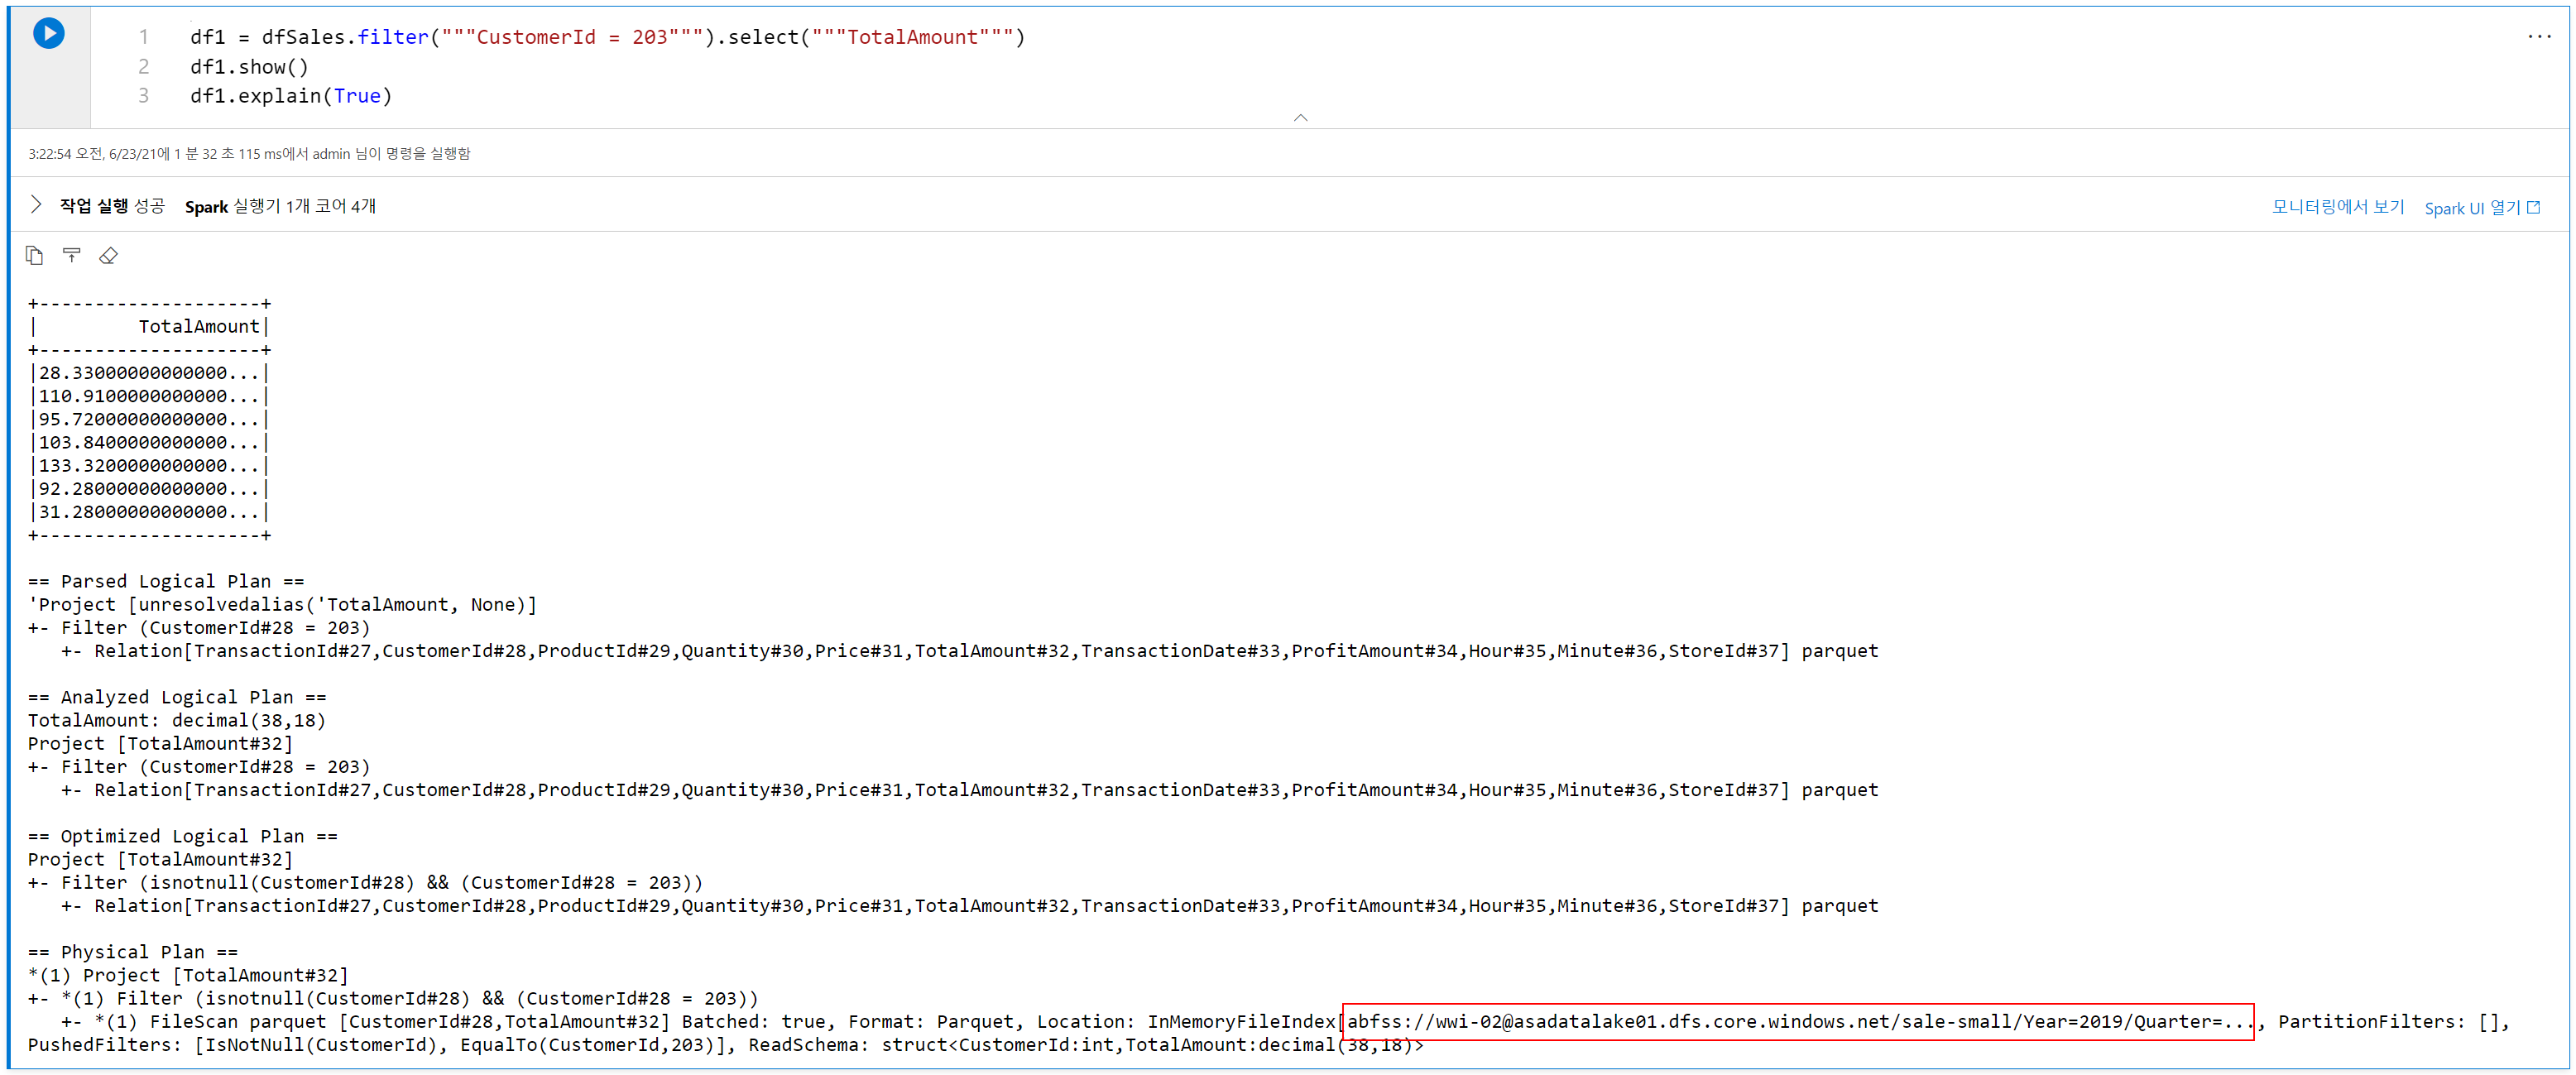 1 df1 = dfSales.filter("""CustomerId = 203""").select("""TotalAmount""")
2 df1.show()
3 df1.explain(True)
3:22:54 오전, 6/23/21에 1 분 32 초 115 ms에서 admin 님이 명령을 실행함
작업 실행 성공 Spark 실행기 1개 코어 4개 모니터링에서 보기 Spark UI 열기
+--------------------+
|         TotalAmount|
+--------------------+
|28.33000000000000...|
|110.9100000000000...|
|95.72000000000000...|
|103.8400000000000...|
|133.3200000000000...|
|92.28000000000000...|
|31.28000000000000...|
+--------------------+
== Parsed Logical Plan ==
'Project [unresolvedalias('TotalAmount, None)]
+- Filter (CustomerId#28 = 203)
   +- Relation[TransactionId#27,CustomerId#28,ProductId#29,Quantity#30,Price#31,TotalAmount#32,TransactionDate#33,ProfitAmount#34,Hour#35,Minute#36,StoreId#37] parquet
== Analyzed Logical Plan ==
TotalAmount: decimal(38,18)
Project [TotalAmount#32]
+- Filter (CustomerId#28 = 203)
   +- Relation[TransactionId#27,CustomerId#28,ProductId#29,Quantity#30,Price#31,TotalAmount#32,TransactionDate#33,ProfitAmount#34,Hour#35,Minute#36,StoreId#37] parquet
== Optimized Logical Plan ==
Project [TotalAmount#32]
+- Filter (isnotnull(CustomerId#28) && (CustomerId#28 = 203))
   +- Relation[TransactionId#27,CustomerId#28,ProductId#29,Quantity#30,Price#31,TotalAmount#32,TransactionDate#33,ProfitAmount#34,Hour#35,Minute#36,StoreId#37] parquet
== Physical Plan ==
*(1) Project [TotalAmount#32]
+- *(1) Filter (isnotnull(CustomerId#28) && (CustomerId#28 = 203))
   +- *(1) FileScan parquet [CustomerId#28,TotalAmount#32] Batched: true, Format: Parquet, Location: InMemoryFileIndex[abfss://wwi-02@asadatalake01.dfs.core.windows.net/sale-small/Year=2019/Quarter=..., PartitionFilters: [],
PushedFilters: [IsNotNull(CustomerId), EqualTo(CustomerId,203)], ReadSchema: struct<CustomerId:int,TotalAmount:decimal(38,18)>